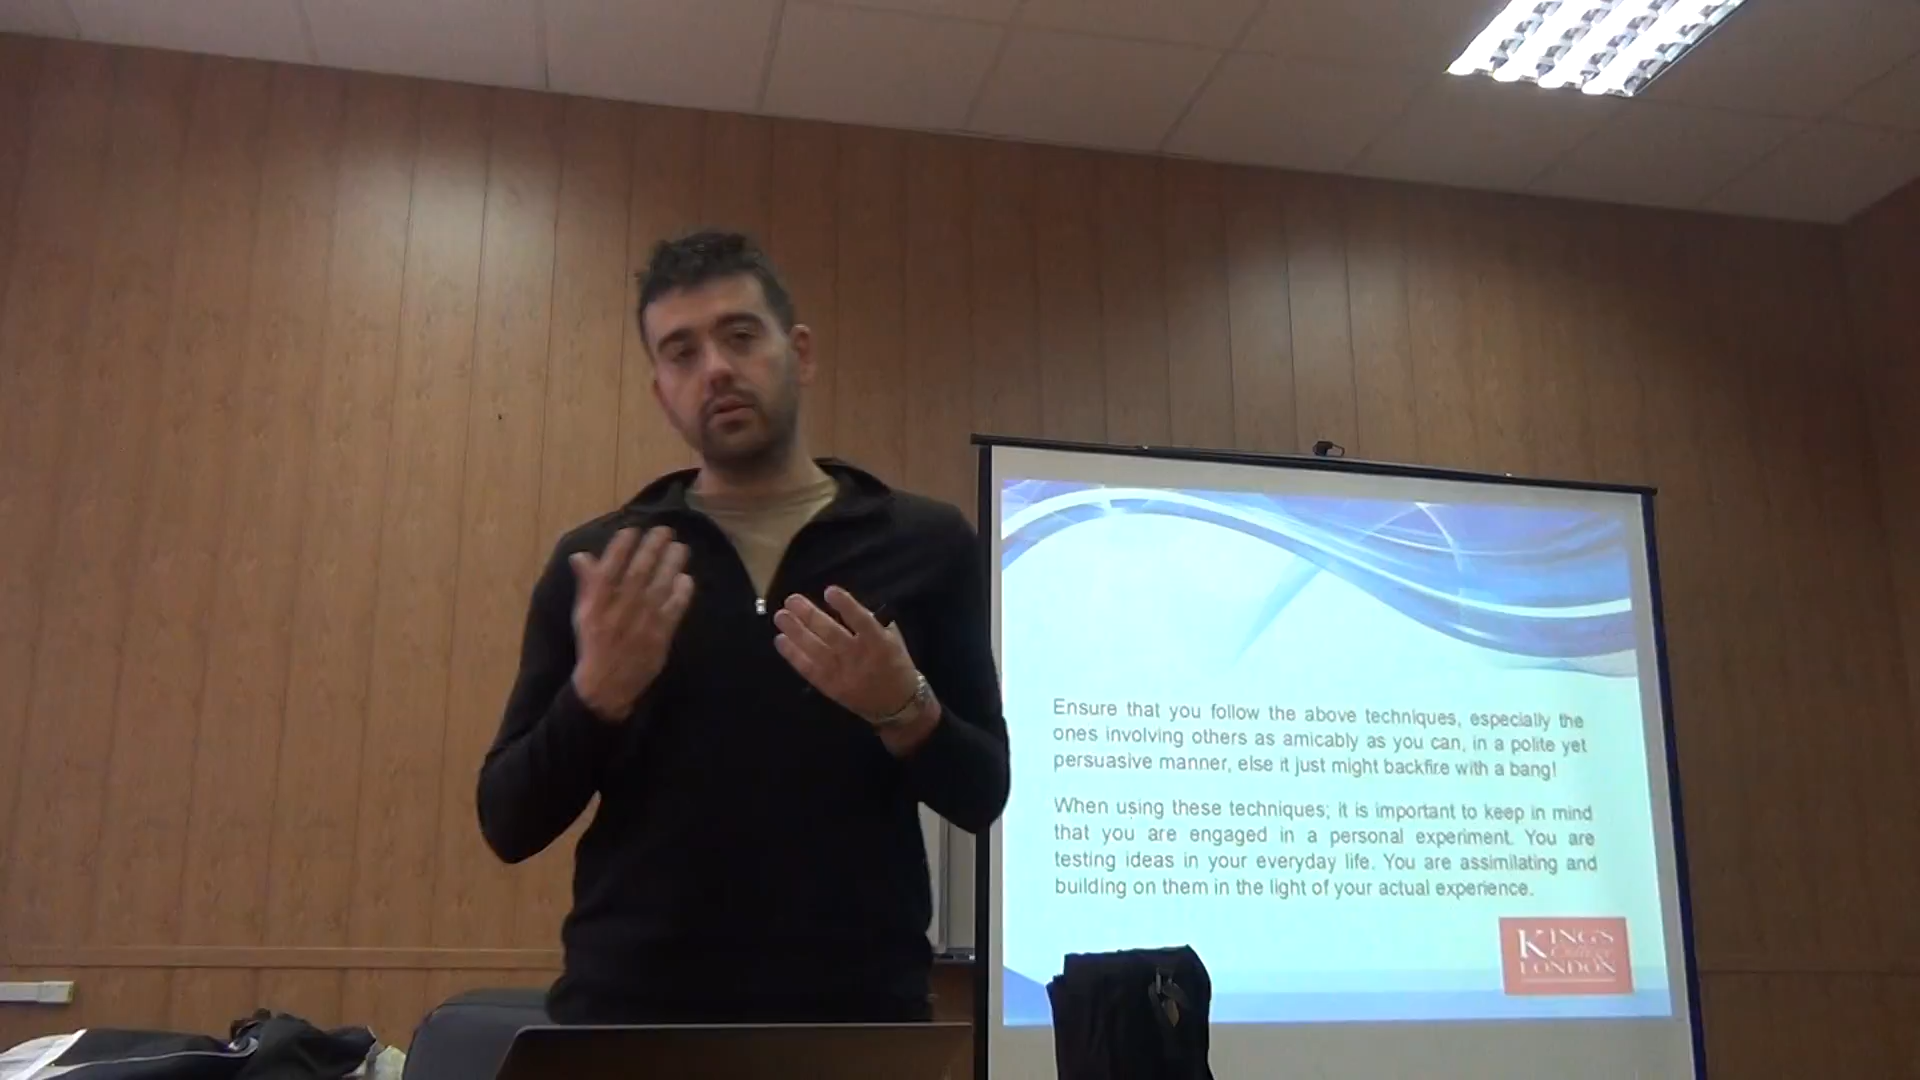 Ensure that you follow the above techniques, especially the
ones involving others as amicably as you can, in a polite yet
persuasive manner, else it just might backfire with a bang!
When using these techniques; it is important to keep in mind
that you are engaged in a personal experiment. You are
testing ideas in your everyday life. You are assimilating and
building on them in the light of your actual experience.
KING'S
College
LONDON